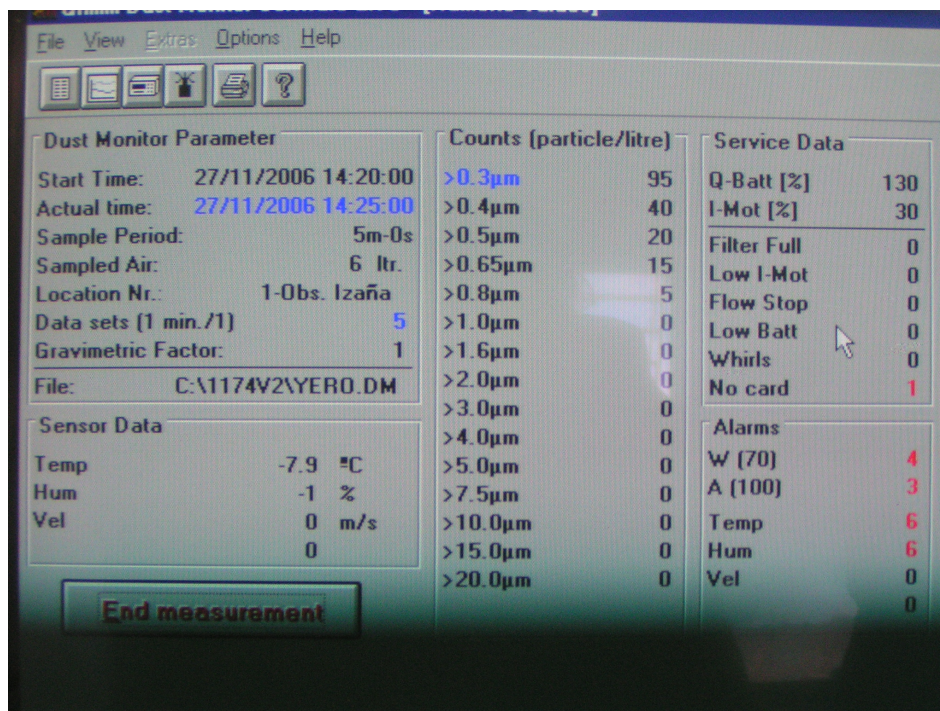 File View Extras Options Help
Dust Monitor Parameter
Start Time: 27/11/2006 14:20:00
Actual time: 27/11/2006 14:25:00
Sample Period: 5m-0s
Sampled Air: 6 ltr.
Location Nr.: 1-Obs. Izaña
Data sets (1 min./1) 5
Gravimetric Factor: 1
File: C:\1174V2\YERO.DM
Sensor Data
Temp -7.9 ºC
Hum -1 %
Vel 0 m/s
0
End measurement
Counts (particle/litre)
>0.3µm 95
>0.4µm 40
>0.5µm 20
>0.65µm 15
>0.8µm 5
>1.0µm 0
>1.6µm 0
>2.0µm 0
>3.0µm 0
>4.0µm 0
>5.0µm 0
>7.5µm 0
>10.0µm 0
>15.0µm 0
>20.0µm 0
Service Data
Q-Batt [%] 130
I-Mot [%] 30
Filter Full 0
Low I-Mot 0
Flow Stop 0
Low Batt 0
Whirls 0
No card 1
Alarms
W (70) 4
A (100) 3
Temp 6
Hum 6
Vel 0
0